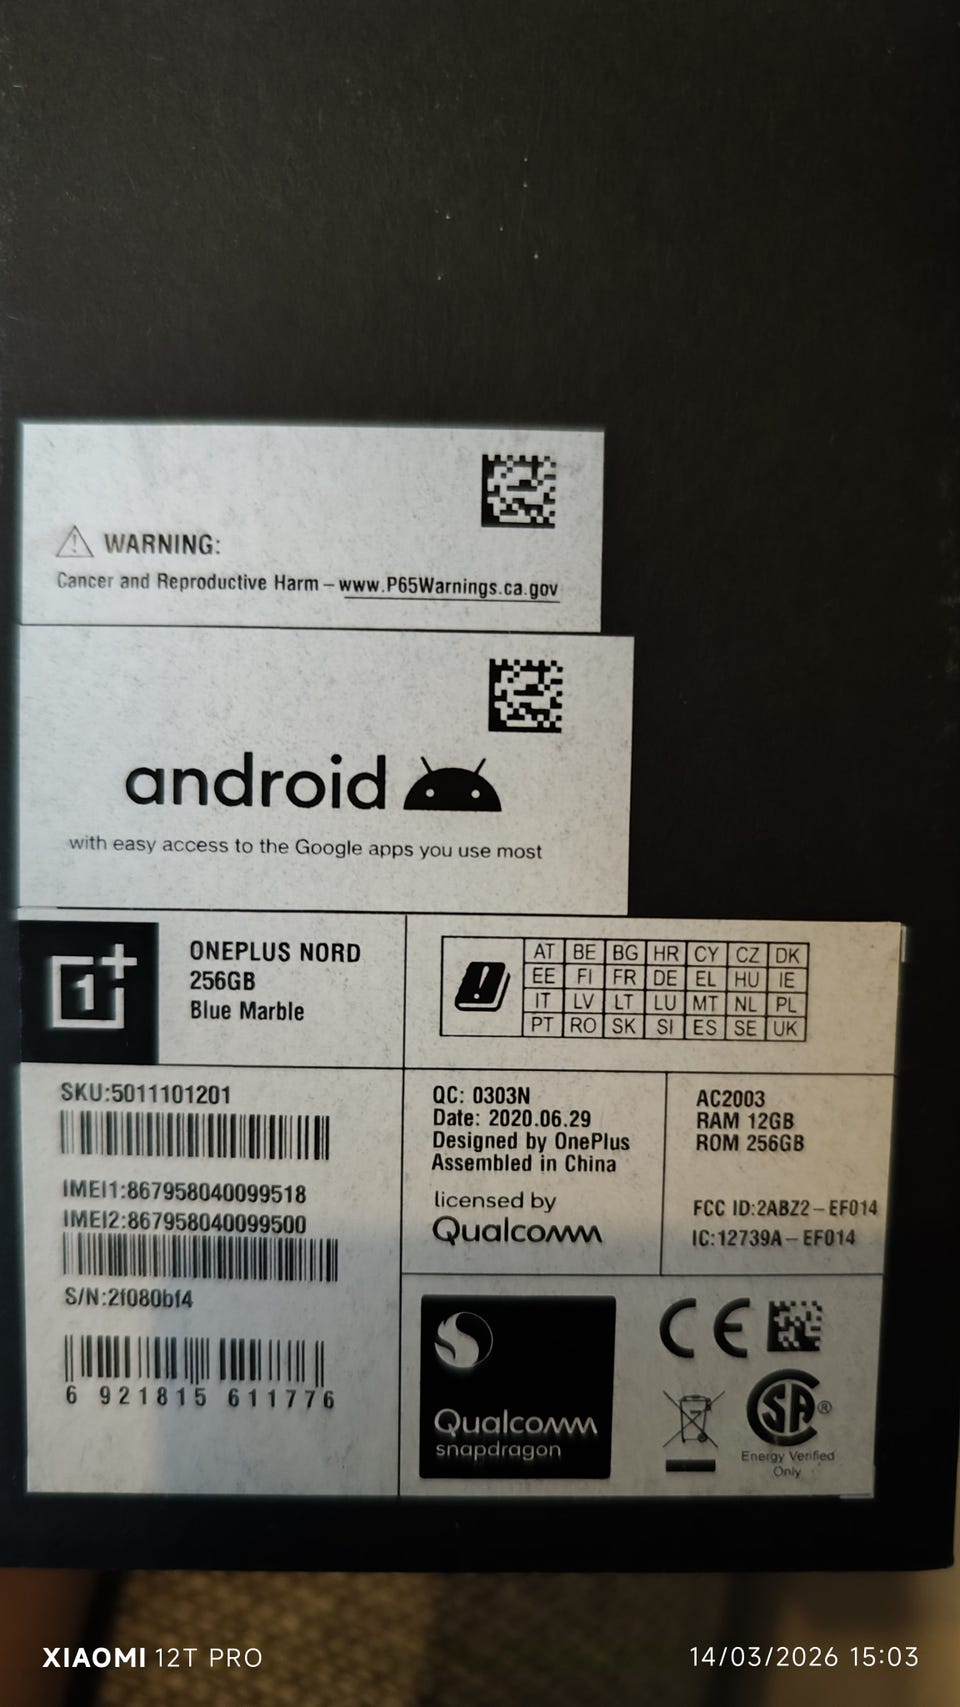 WARNING:
Cancer and Reproductive Harm – www.P65Warnings.ca.gov
android
with easy access to the Google apps you use most
1+
ONEPLUS NORD
256GB
Blue Marble
AT BE BG HR CY CZ DK
EE FI FR DE EL HU IE
IT LV LT LU MT NL PL
PT RO SK SI ES SE UK
SKU:5011101201
IMEI1:867958040099518
IMEI2:867958040099500
S/N:2f080bf4
6 921815 611776
QC: 0303N
Date: 2020.06.29
Designed by OnePlus
Assembled in China
licensed by
Qualcomm
AC2003
RAM 12GB
ROM 256GB
FCC ID:2ABZ2–EF014
IC:12739A–EF014
Qualcomm
snapdragon
CE
SA®
Energy Verified
Only
XIAOMI 12T PRO
14/03/2026 15:03